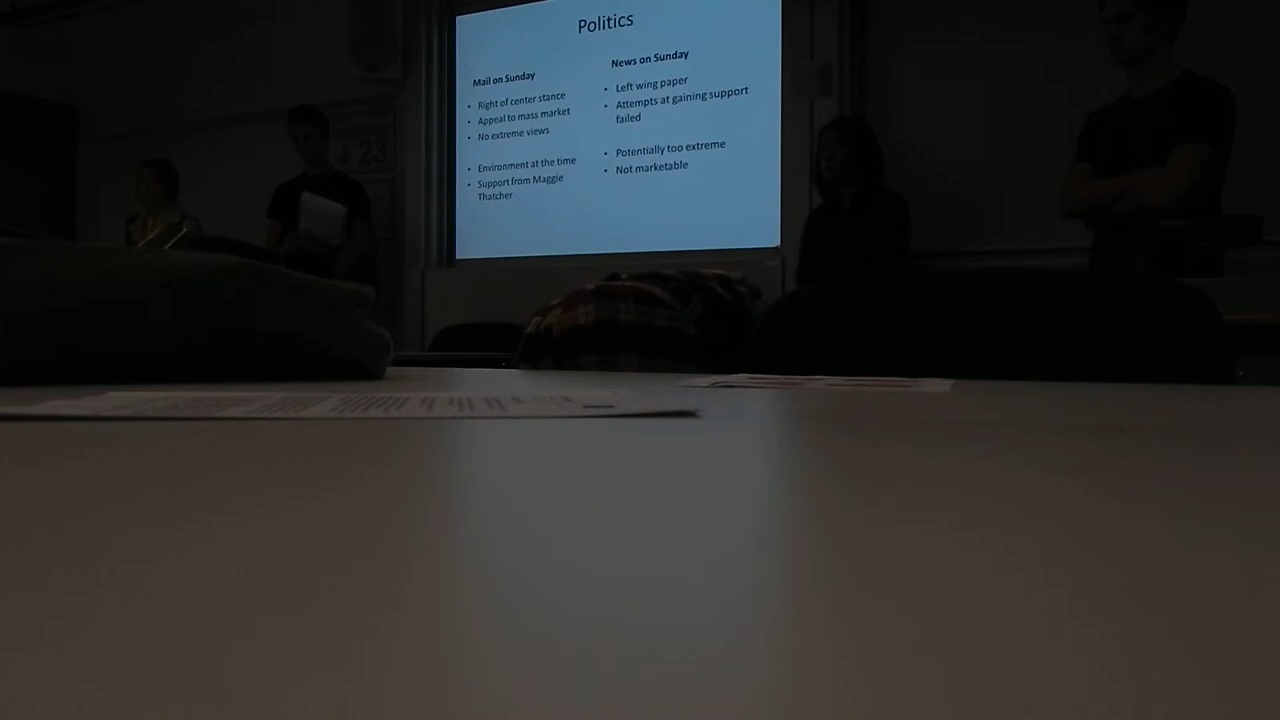 Politics
Mail on Sunday
• Right of center stance
• Appeal to mass market
• No extreme views
• Environment at the time
• Support from Maggie
Thatcher
News on Sunday
• Left wing paper
• Attempts at gaining support
failed
• Potentially too extreme
• Not marketable
23